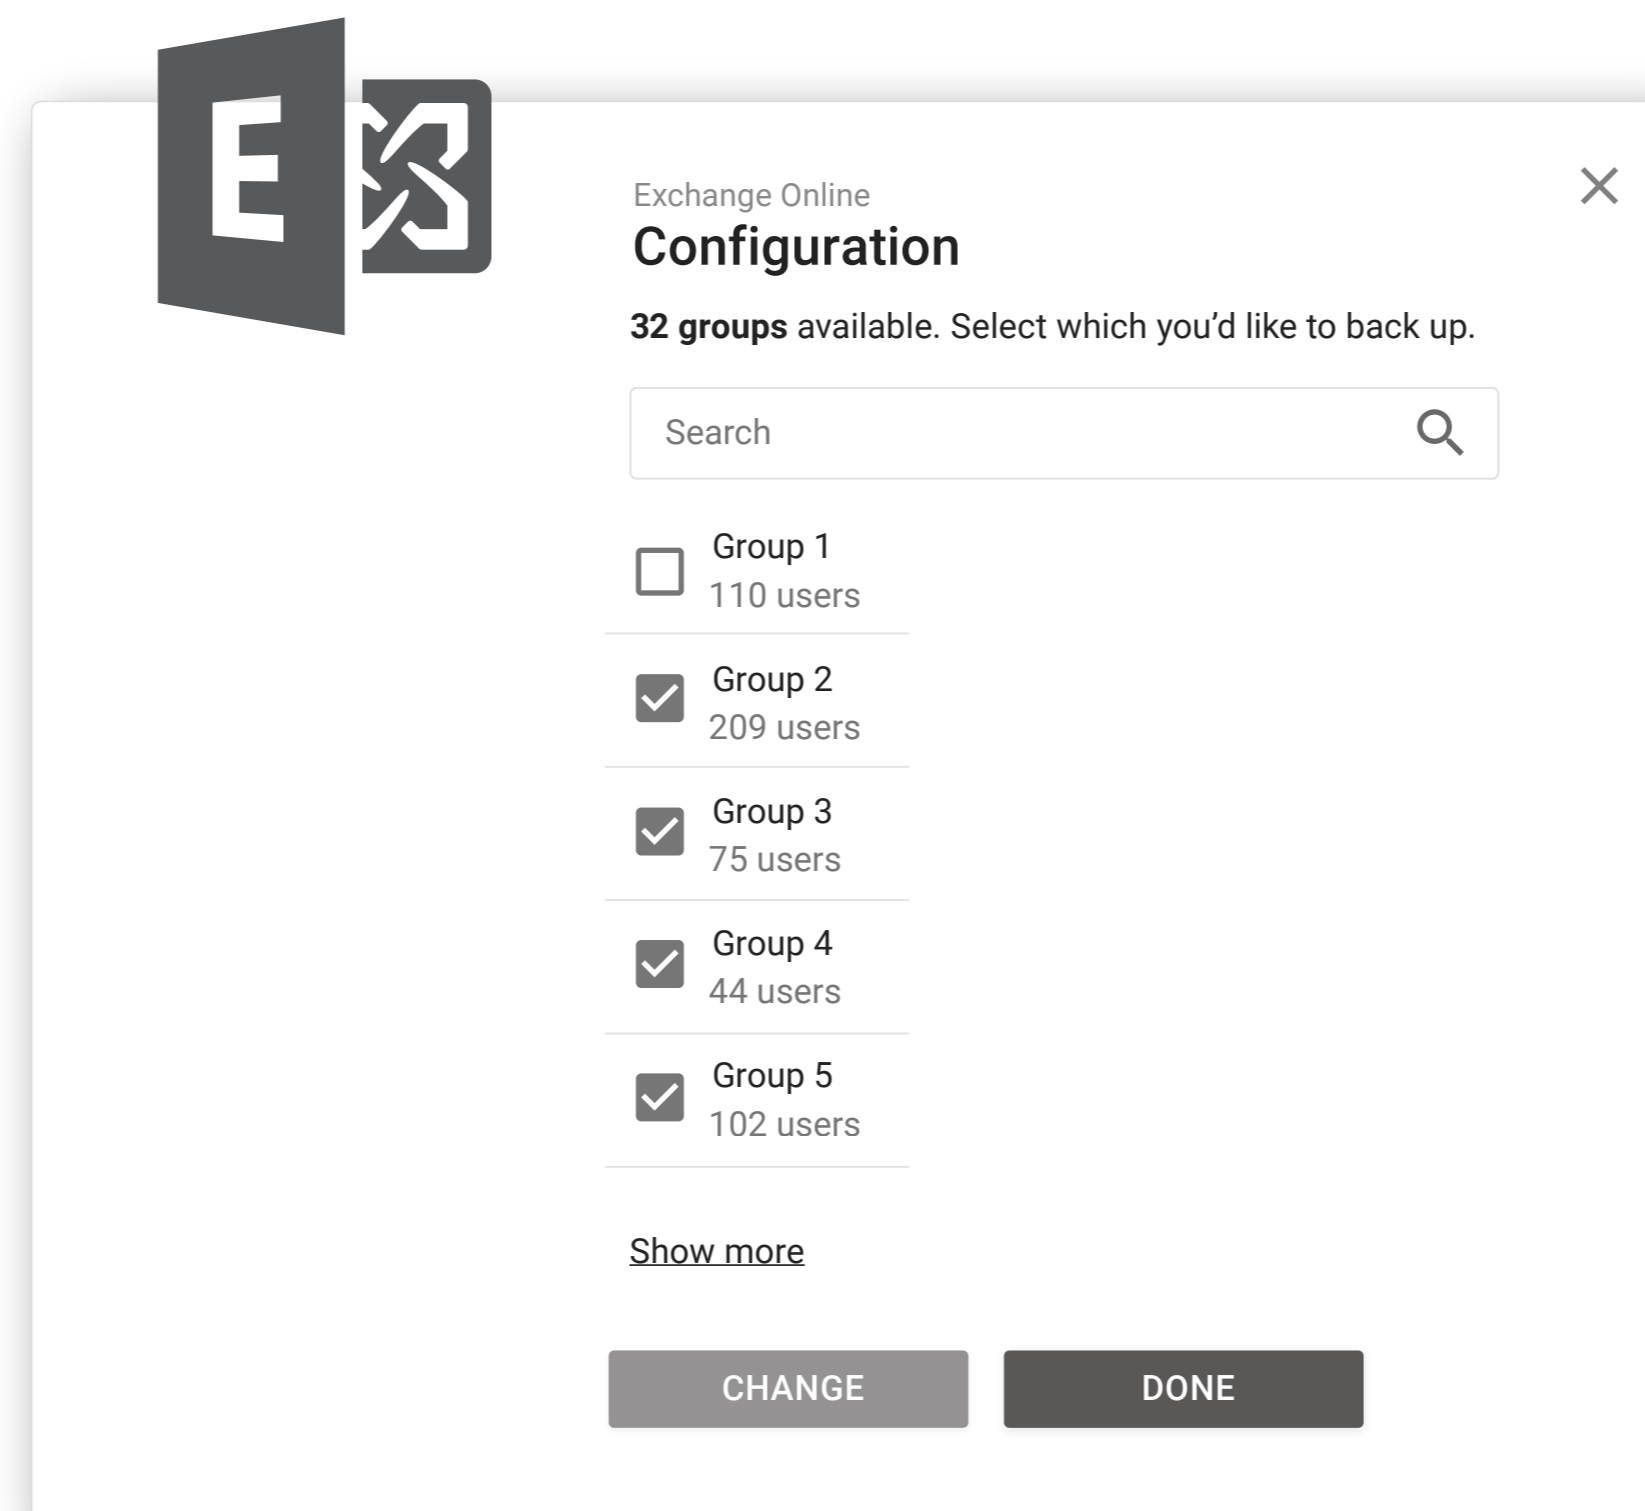 E
Exchange Online
Configuration
32 groups available. Select which you’d like to back up.
Search
Group 1
110 users
Group 2
209 users
Group 3
75 users
Group 4
44 users
Group 5
102 users
Show more
CHANGE
DONE